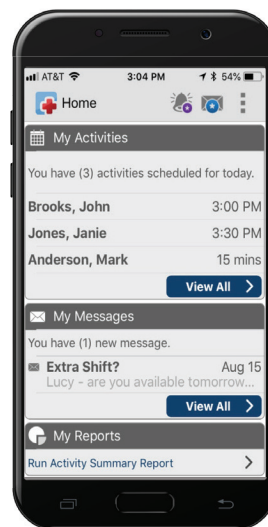 AT&T 3:04 PM 54%
Home
My Activities
You have (3) activities scheduled for today.
Brooks, John 3:00 PM
Jones, Janie 3:30 PM
Anderson, Mark 15 mins
View All
My Messages
You have (1) new message.
Extra Shift? Aug 15
Lucy - are you available tomorrow...
View All
My Reports
Run Activity Summary Report